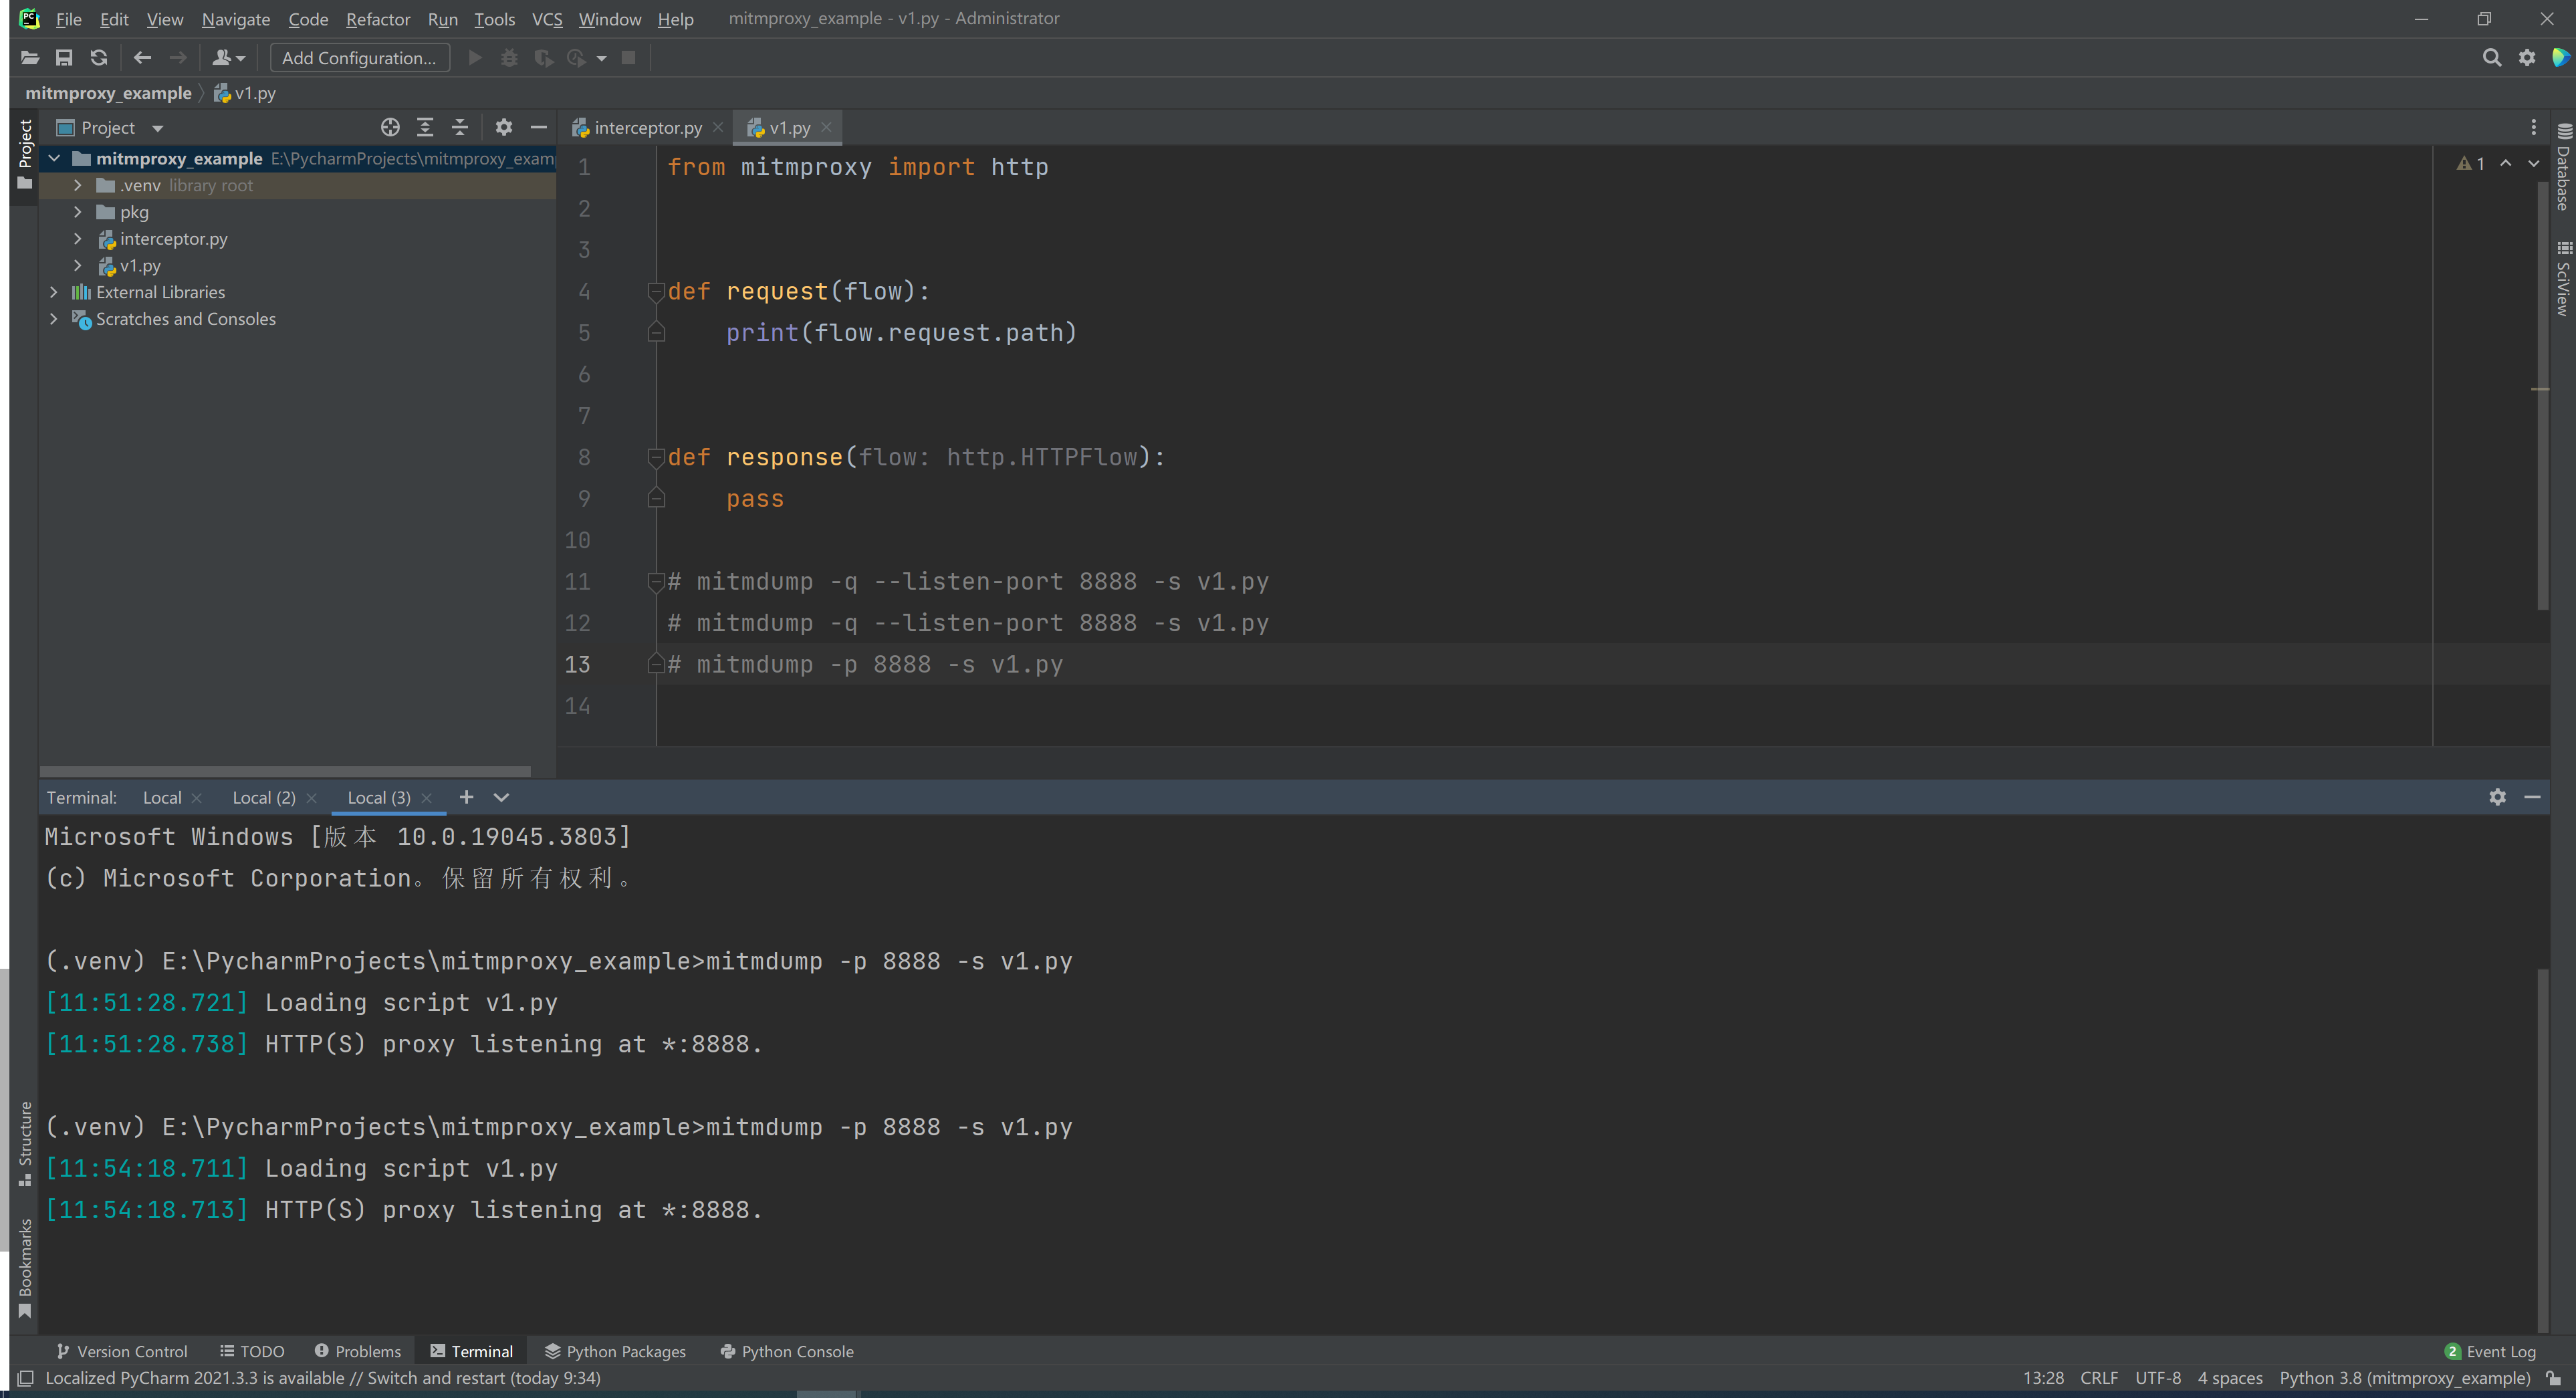 File Edit View Navigate Code Refactor Run Tools VCS Window Help mitmproxy_example - v1.py - Administrator
Add Configuration...
mitmproxy_example v1.py
Project
Project
interceptor.py
v1.py
mitmproxy_example E:\PycharmProjects\mitmproxy_exam
.venv library root
pkg
interceptor.py
v1.py
External Libraries
Scratches and Consoles
1 from mitmproxy import http
2
3
4 def request(flow):
5 print(flow.request.path)
6
7
8 def response(flow: http.HTTPFlow):
9 pass
10
11 # mitmdump -q --listen-port 8888 -s v1.py
12 # mitmdump -q --listen-port 8888 -s v1.py
13 # mitmdump -p 8888 -s v1.py
14
1
Database
SciView
Terminal: Local Local (2) Local (3)
Microsoft Windows [版本 10.0.19045.3803]
(c) Microsoft Corporation。保留所有权利。
(.venv) E:\PycharmProjects\mitmproxy_example>mitmdump -p 8888 -s v1.py
[11:51:28.721] Loading script v1.py
[11:51:28.738] HTTP(S) proxy listening at *:8888.
(.venv) E:\PycharmProjects\mitmproxy_example>mitmdump -p 8888 -s v1.py
[11:54:18.711] Loading script v1.py
[11:54:18.713] HTTP(S) proxy listening at *:8888.
Structure
Bookmarks
Version Control TODO Problems Terminal Python Packages Python Console 2 Event Log
Localized PyCharm 2021.3.3 is available // Switch and restart (today 9:34) 13:28 CRLF UTF-8 4 spaces Python 3.8 (mitmproxy_example)